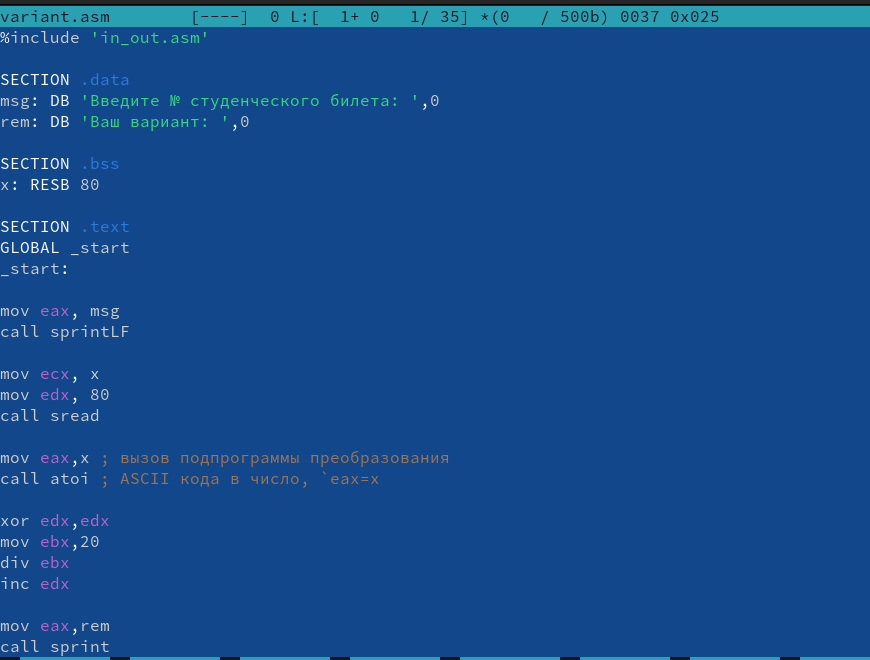 variant.asm [----] 0 L:[ 1+ 0 1/ 35] *(0 / 500b) 0037 0x025
%include 'in_out.asm'
SECTION .data
msg: DB 'Введите № студенческого билета: ',0
rem: DB 'Ваш вариант: ',0
SECTION .bss
x: RESB 80
SECTION .text
GLOBAL _start
_start:
mov eax, msg
call sprintLF
mov ecx, x
mov edx, 80
call sread
mov eax,x ; вызов подпрограммы преобразования
call atoi ; ASCII кода в число, `eax=x
xor edx,edx
mov ebx,20
div ebx
inc edx
mov eax,rem
call sprint